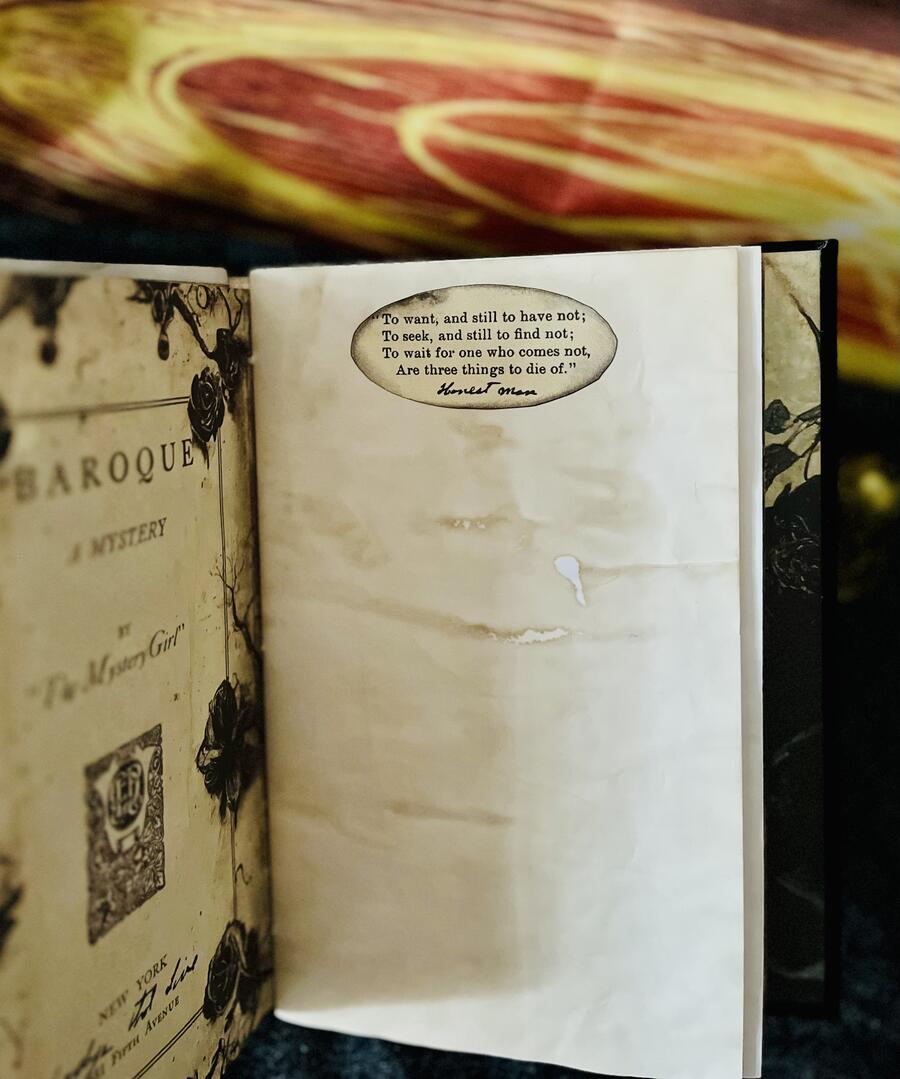 "BAROQUE"
A MYSTERY
BY
"The Mystery Girl"
NEW YORK
FIFTH AVENUE
"To want, and still to have not;
To seek, and still to find not;
To wait for one who comes not,
Are three things to die of."
Honest Man